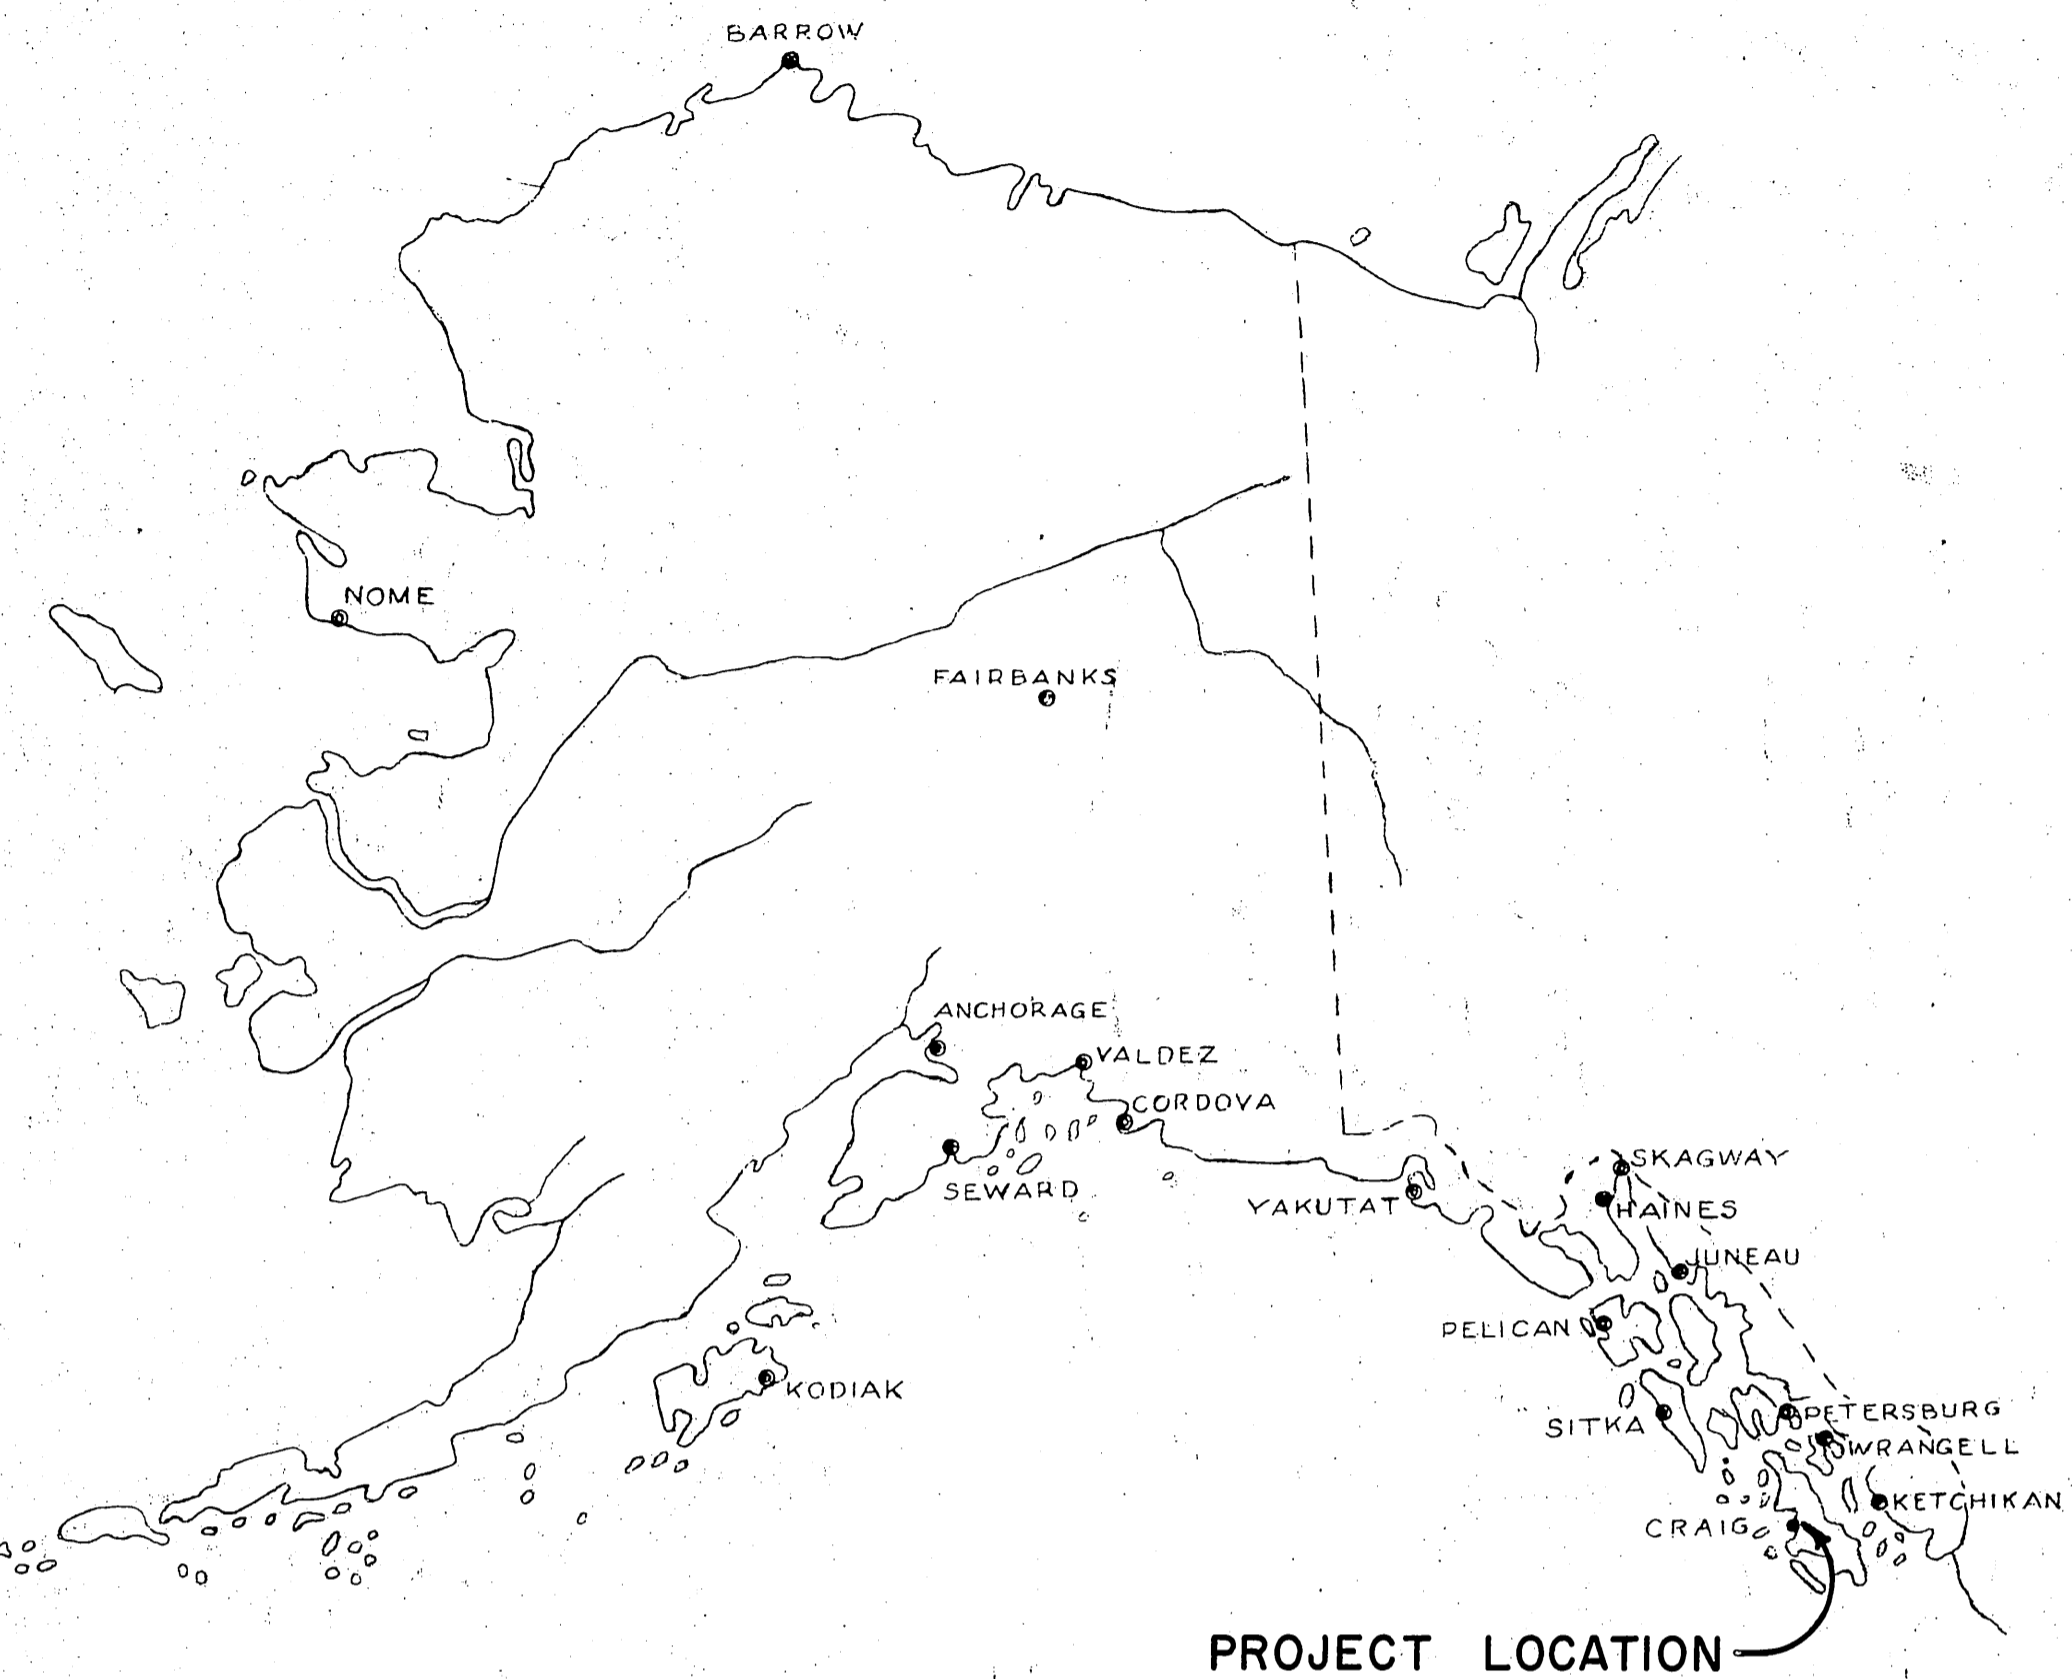 BARROW
NOME
FAIRBANKS
ANCHORAGE
VALDEZ
CORDOVA
SKAGWAY
SEWARD
YAKUTAT
HAINES
JUNEAU
PELICAN
KODIAK
PETERSBURG
SITKA
WRANGELL
KETCHIKAN
CRAIG
PROJECT LOCATION